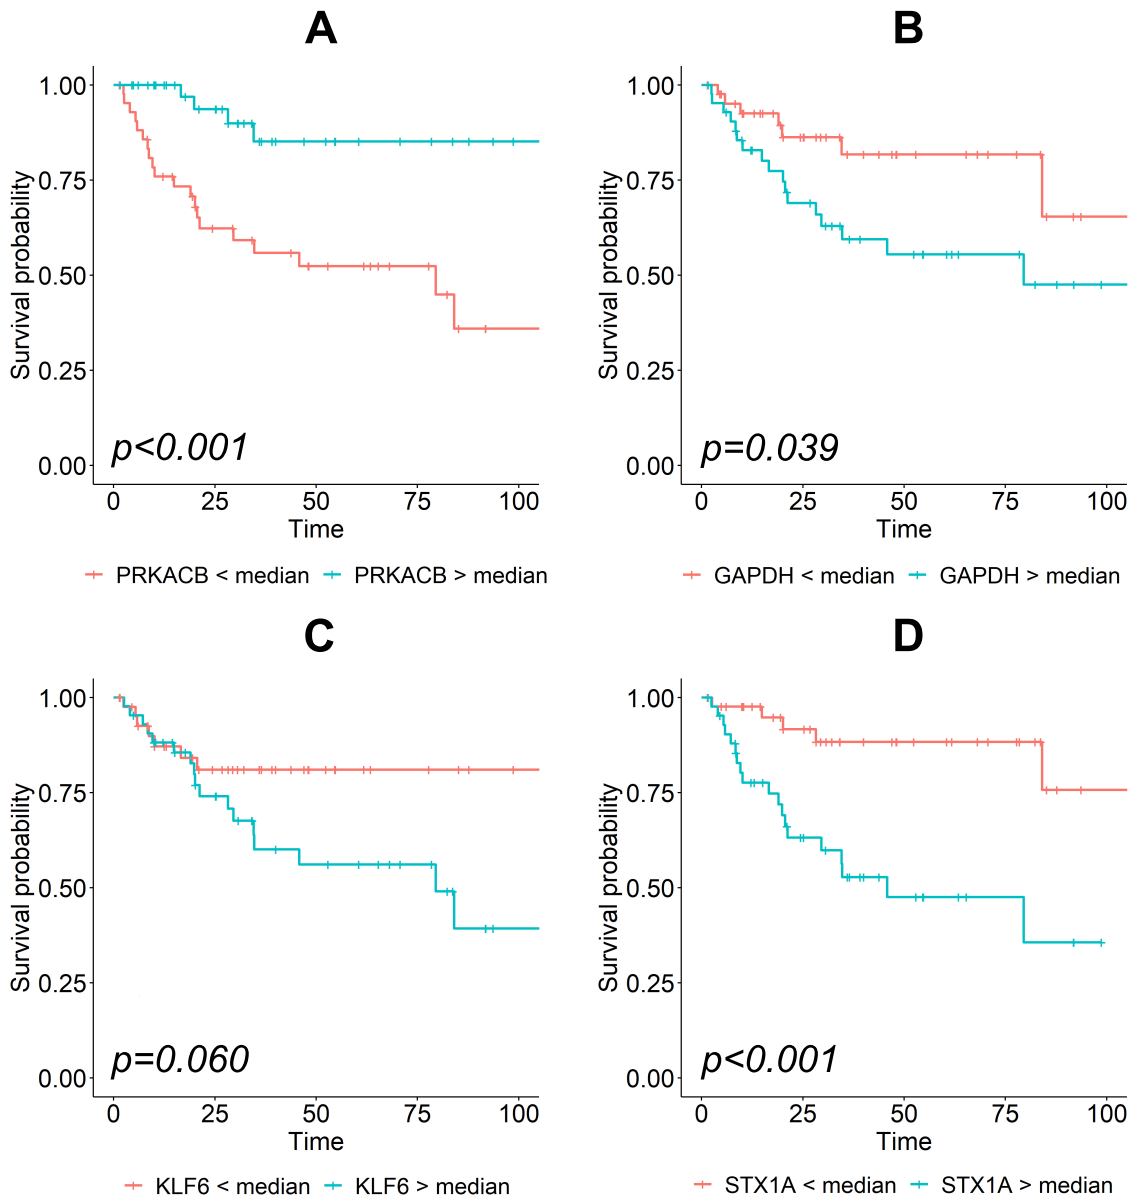 A
Survival probability
1.00
0.75
0.50
0.25
0.00
p<0.001
0 25 50 75 100
Time
PRKACB < median PRKACB > median
B
Survival probability
1.00
0.75
0.50
0.25
0.00
p=0.039
0 25 50 75 100
Time
GAPDH < median GAPDH > median
C
Survival probability
1.00
0.75
0.50
0.25
0.00
p=0.060
0 25 50 75 100
Time
KLF6 < median KLF6 > median
D
Survival probability
1.00
0.75
0.50
0.25
0.00
p<0.001
0 25 50 75 100
Time
STX1A < median STX1A > median